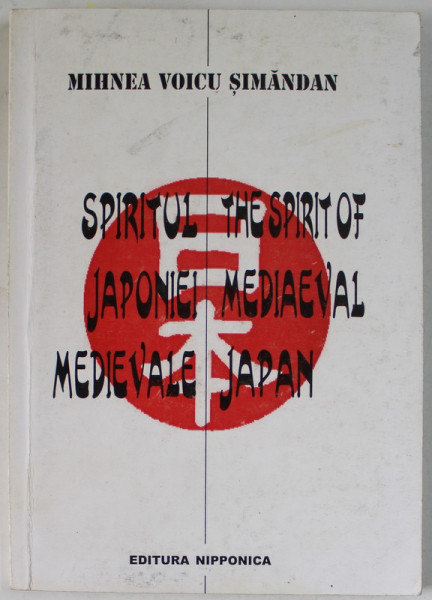 MIHNEA VOICU ȘIMĂNDAN
SPIRITUL
JAPONIEI
MEDIEVALE
THE SPIRIT OF
MEDIAEVAL
JAPAN
日本
EDITURA NIPPONICA